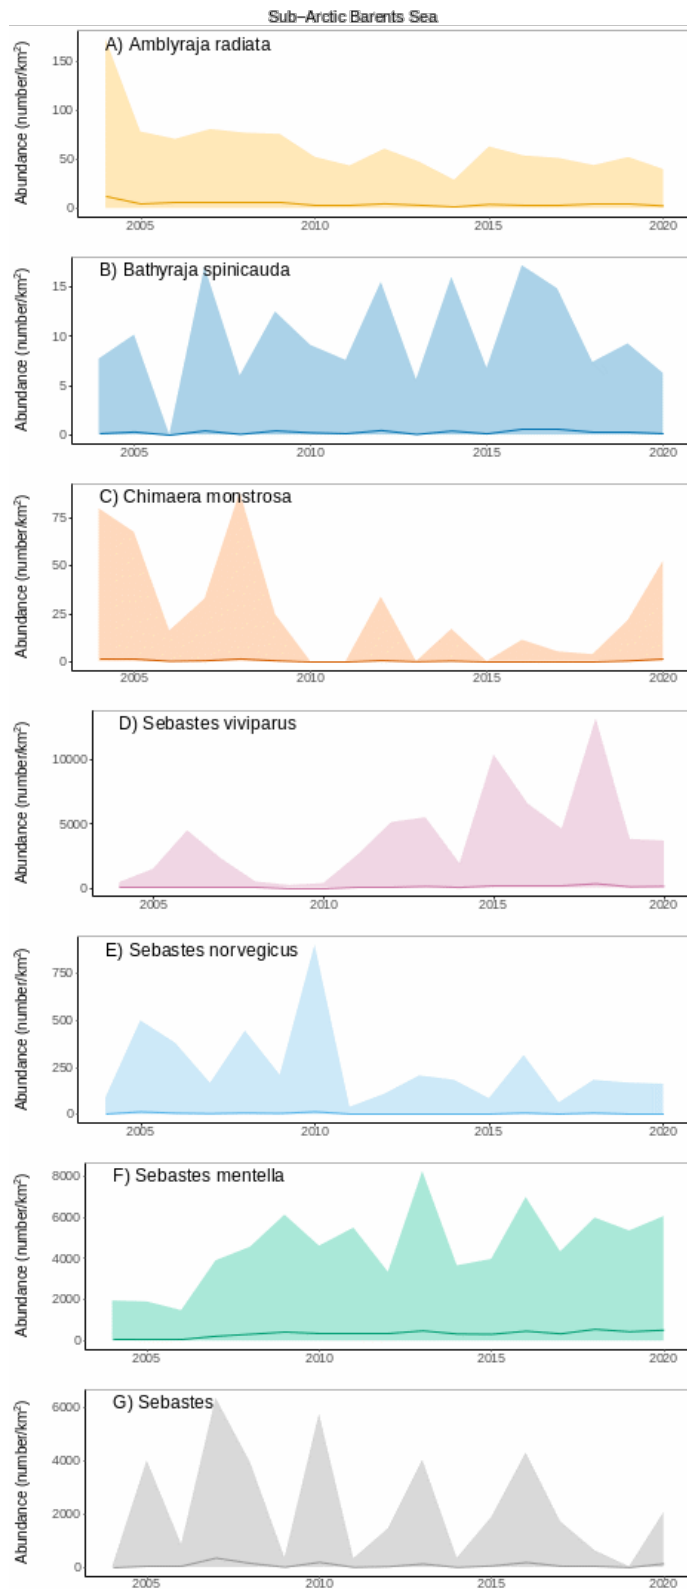 Sub−Arctic Barents Sea
A) Amblyraja radiata
Abundance (number/km²)
150
100
50
0
2005 2010 2015 2020
B) Bathyraja spinicauda
Abundance (number/km²)
15
10
5
0
2005 2010 2015 2020
C) Chimaera monstrosa
Abundance (number/km²)
75
50
25
0
2005 2010 2015 2020
D) Sebastes viviparus
Abundance (number/km²)
10000
5000
0
2005 2010 2015 2020
E) Sebastes norvegicus
Abundance (number/km²)
750
500
250
0
2005 2010 2015 2020
F) Sebastes mentella
Abundance (number/km²)
8000
6000
4000
2000
0
2005 2010 2015 2020
G) Sebastes
Abundance (number/km²)
6000
4000
2000
0
2005 2010 2015 2020